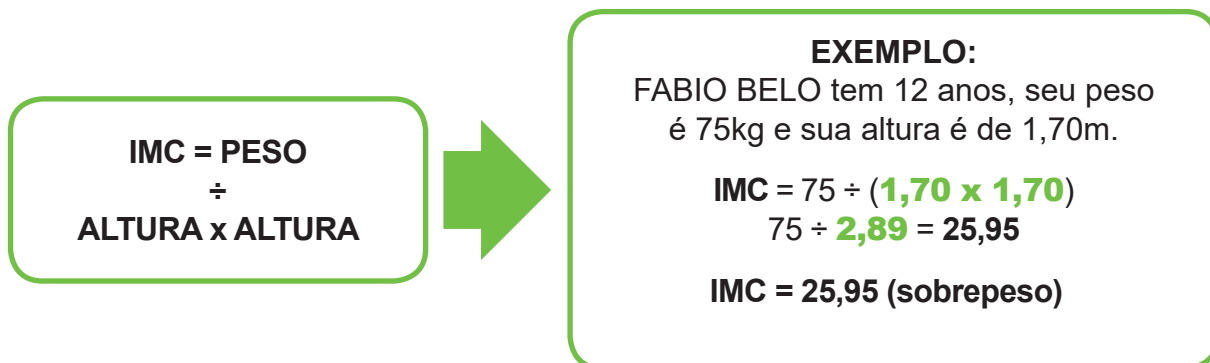 IMC = PESO
÷
ALTURA x ALTURA
EXEMPLO:
FABIO BELO tem 12 anos, seu peso
é 75kg e sua altura é de 1,70m.
IMC = 75 ÷ (1,70 x 1,70)
75 ÷ 2,89 = 25,95
IMC = 25,95 (sobrepeso)